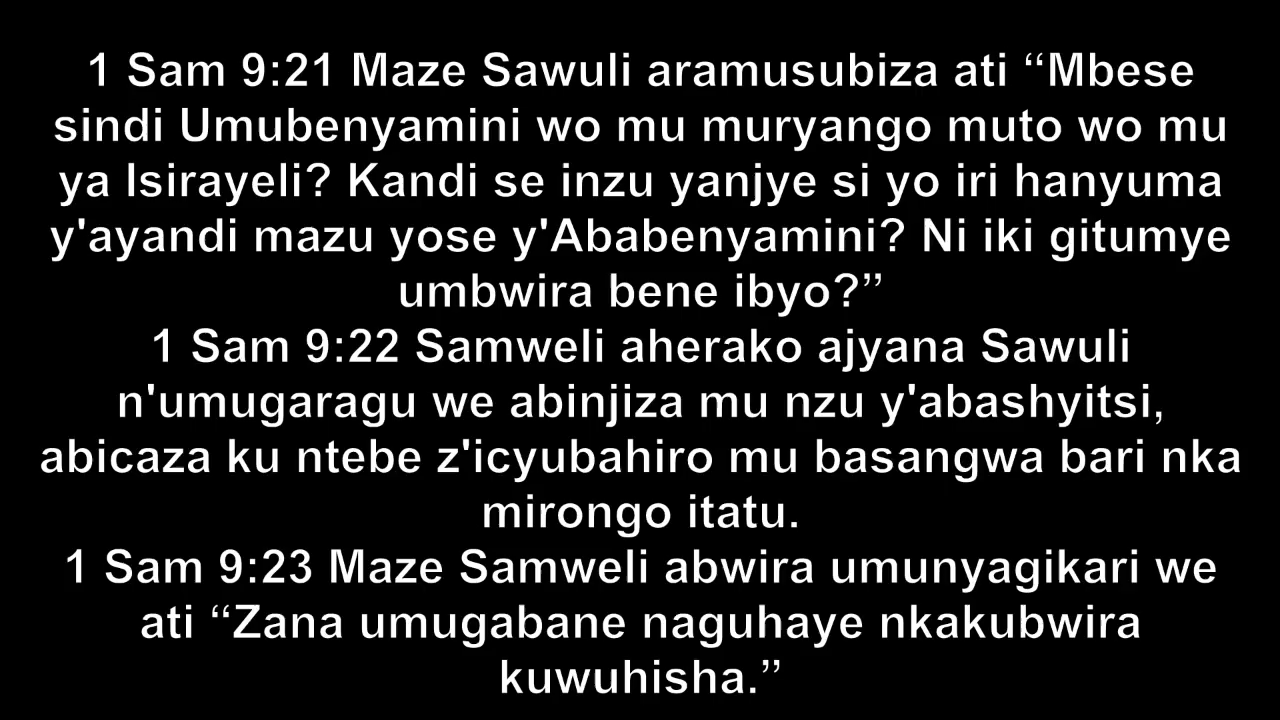 1 Sam 9:21 Maze Sawuli aramusubiza ati “Mbese
sindi Umubenyamini wo mu muryango muto wo mu
ya Isirayeli? Kandi se inzu yanjye si yo iri hanyuma
y'ayandi mazu yose y'Ababenyamini? Ni iki gitumye
umbwira bene ibyo?”
1 Sam 9:22 Samweli aherako ajyana Sawuli
n'umugaragu we abinjiza mu nzu y'abashyitsi,
abicaza ku ntebe z'icyubahiro mu basangwa bari nka
mirongo itatu.
1 Sam 9:23 Maze Samweli abwira umunyagikari we
ati “Zana umugabane naguhaye nkakubwira
kuwuhisha.”